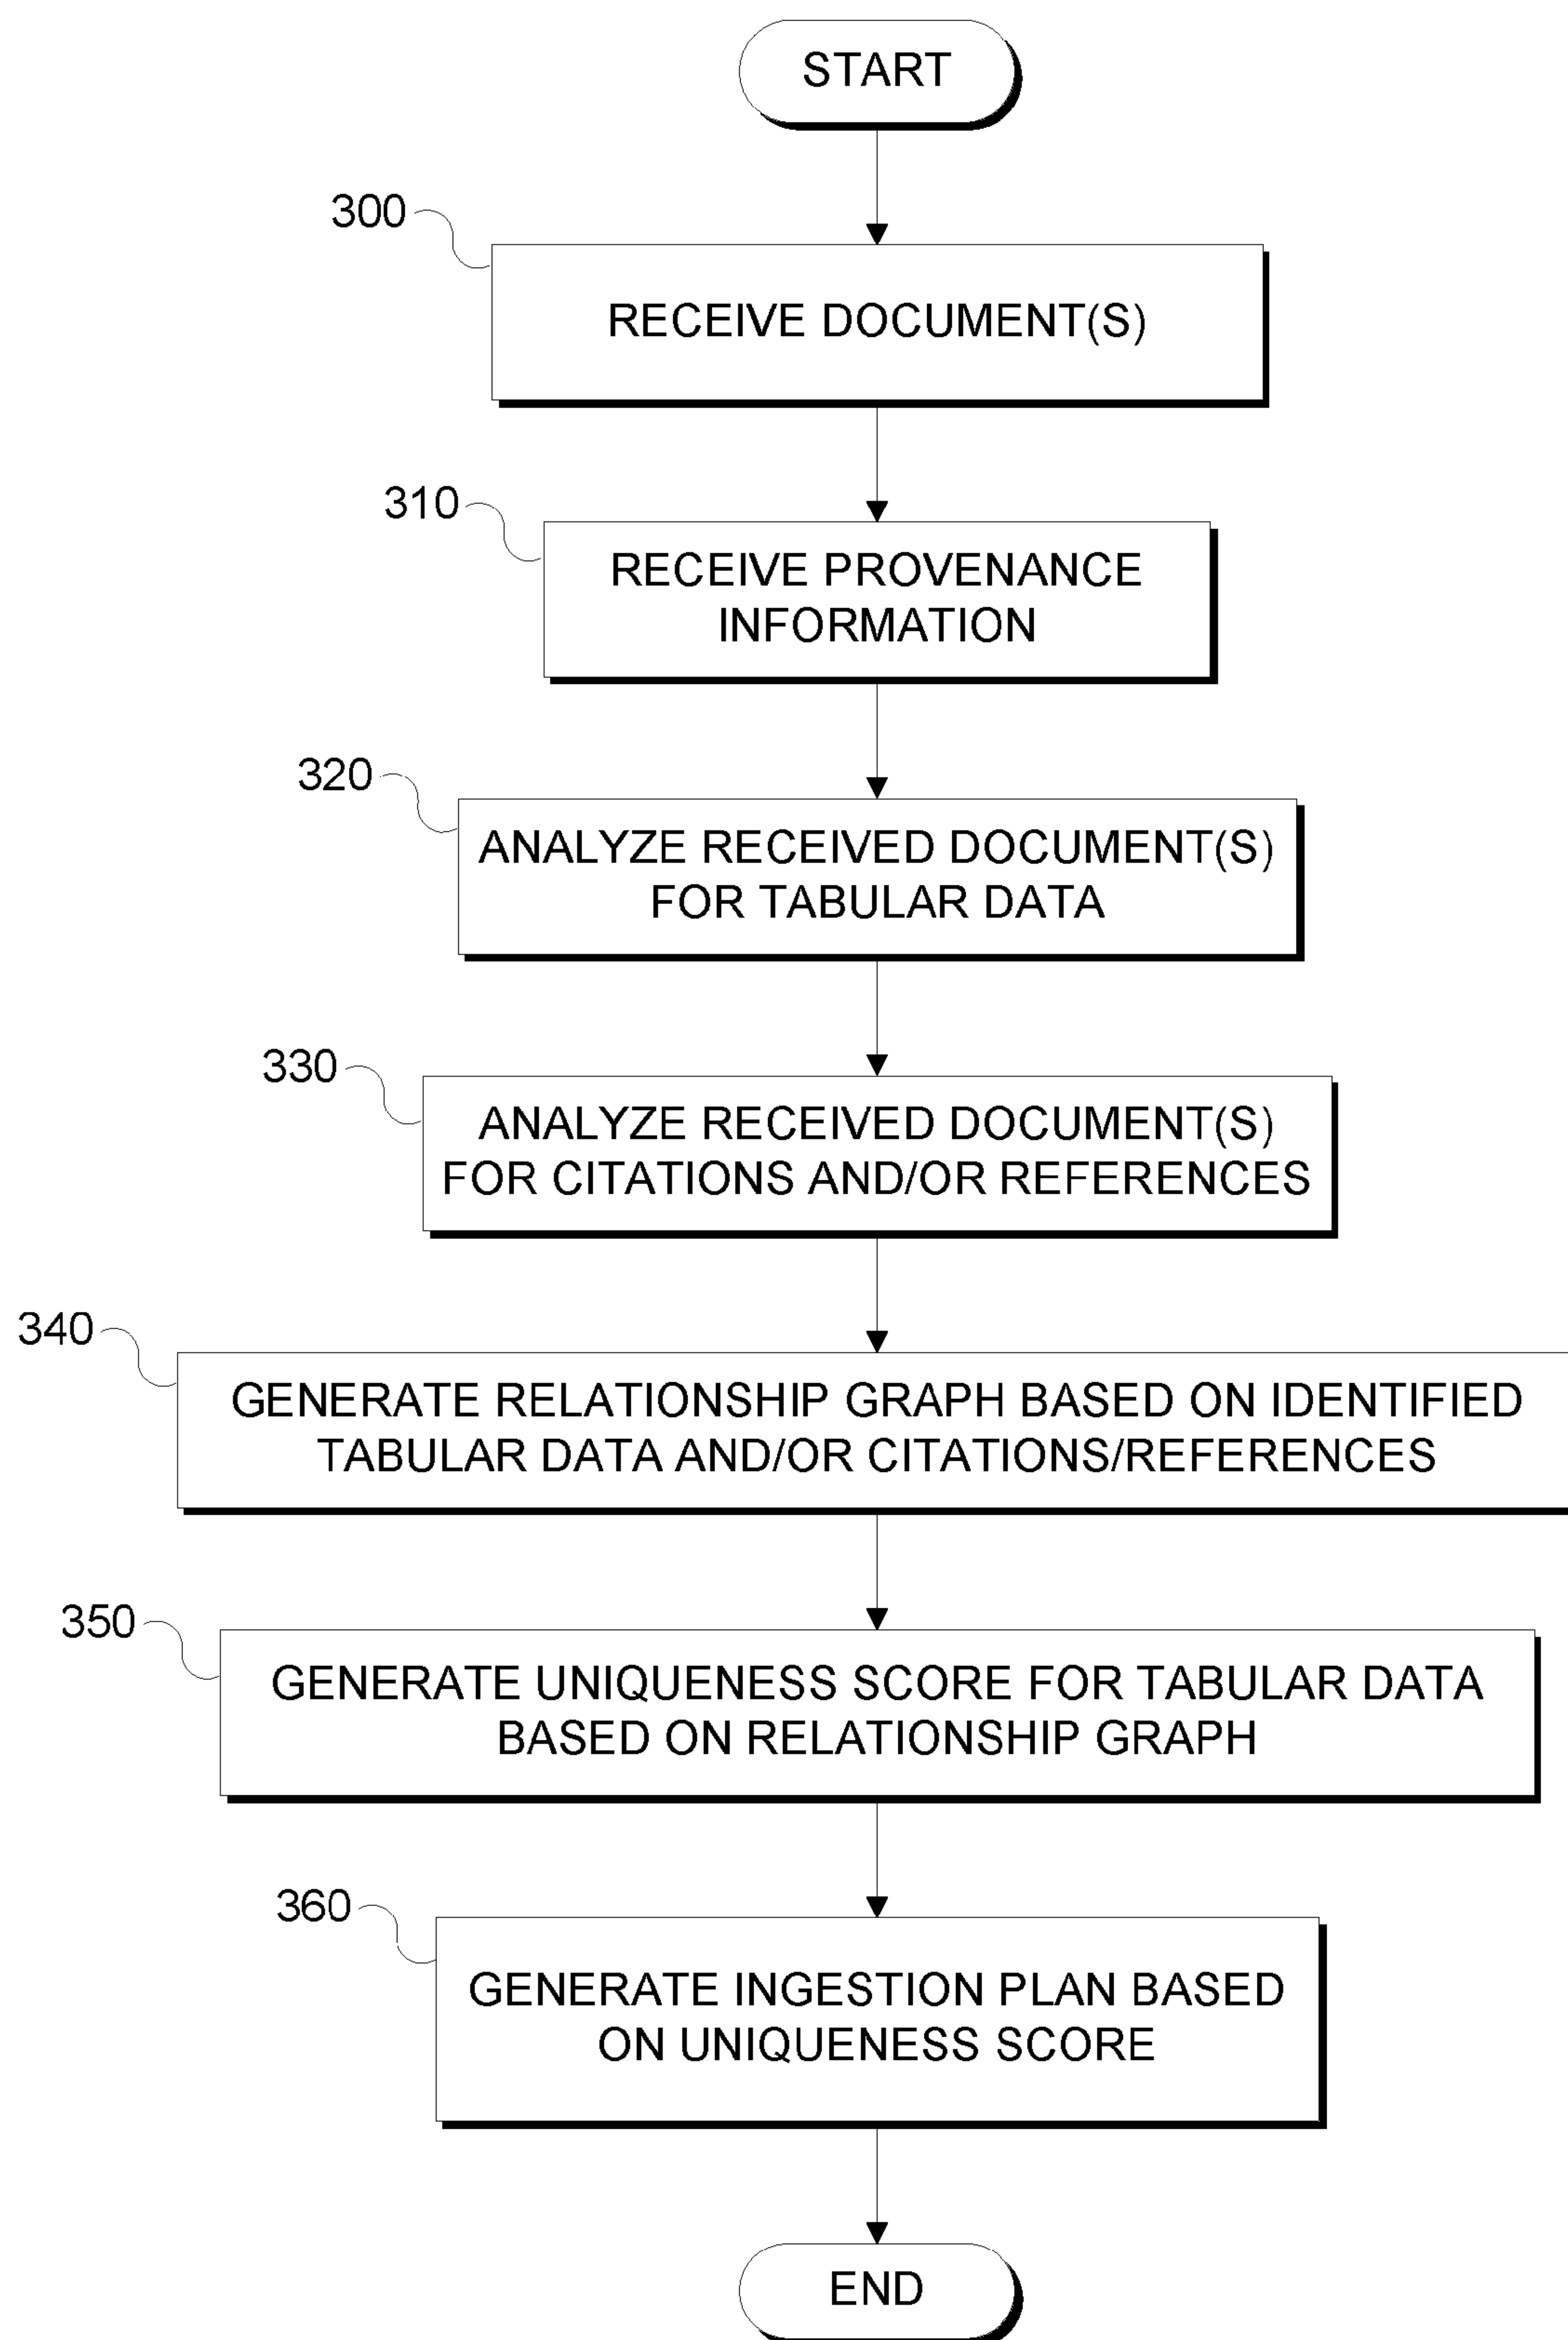 START
300
RECEIVE DOCUMENT(S)
310
RECEIVE PROVENANCE
INFORMATION
320
ANALYZE RECEIVED DOCUMENT(S)
FOR TABULAR DATA
330
ANALYZE RECEIVED DOCUMENT(S)
FOR CITATIONS AND/OR REFERENCES
340
GENERATE RELATIONSHIP GRAPH BASED ON IDENTIFIED
TABULAR DATA AND/OR CITATIONS/REFERENCES
350
GENERATE UNIQUENESS SCORE FOR TABULAR DATA
BASED ON RELATIONSHIP GRAPH
360
GENERATE INGESTION PLAN BASED
ON UNIQUENESS SCORE
END